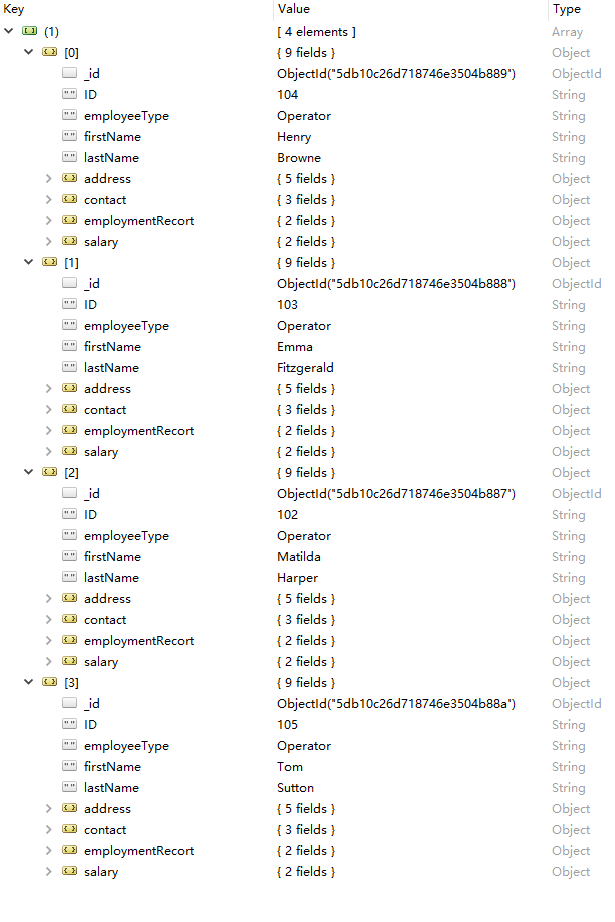 Key Value Type
(1) [ 4 elements ] Array
[0] { 9 fields } Object
_id ObjectId("5db10c26d718746e3504b889") ObjectId
ID 104 String
employeeType Operator String
firstName Henry String
lastName Browne String
address { 5 fields } Object
contact { 3 fields } Object
employmentRecort { 2 fields } Object
salary { 2 fields } Object
[1] { 9 fields } Object
_id ObjectId("5db10c26d718746e3504b888") ObjectId
ID 103 String
employeeType Operator String
firstName Emma String
lastName Fitzgerald String
address { 5 fields } Object
contact { 3 fields } Object
employmentRecort { 2 fields } Object
salary { 2 fields } Object
[2] { 9 fields } Object
_id ObjectId("5db10c26d718746e3504b887") ObjectId
ID 102 String
employeeType Operator String
firstName Matilda String
lastName Harper String
address { 5 fields } Object
contact { 3 fields } Object
employmentRecort { 2 fields } Object
salary { 2 fields } Object
[3] { 9 fields } Object
_id ObjectId("5db10c26d718746e3504b88a") ObjectId
ID 105 String
employeeType Operator String
firstName Tom String
lastName Sutton String
address { 5 fields } Object
contact { 3 fields } Object
employmentRecort { 2 fields } Object
salary { 2 fields } Object